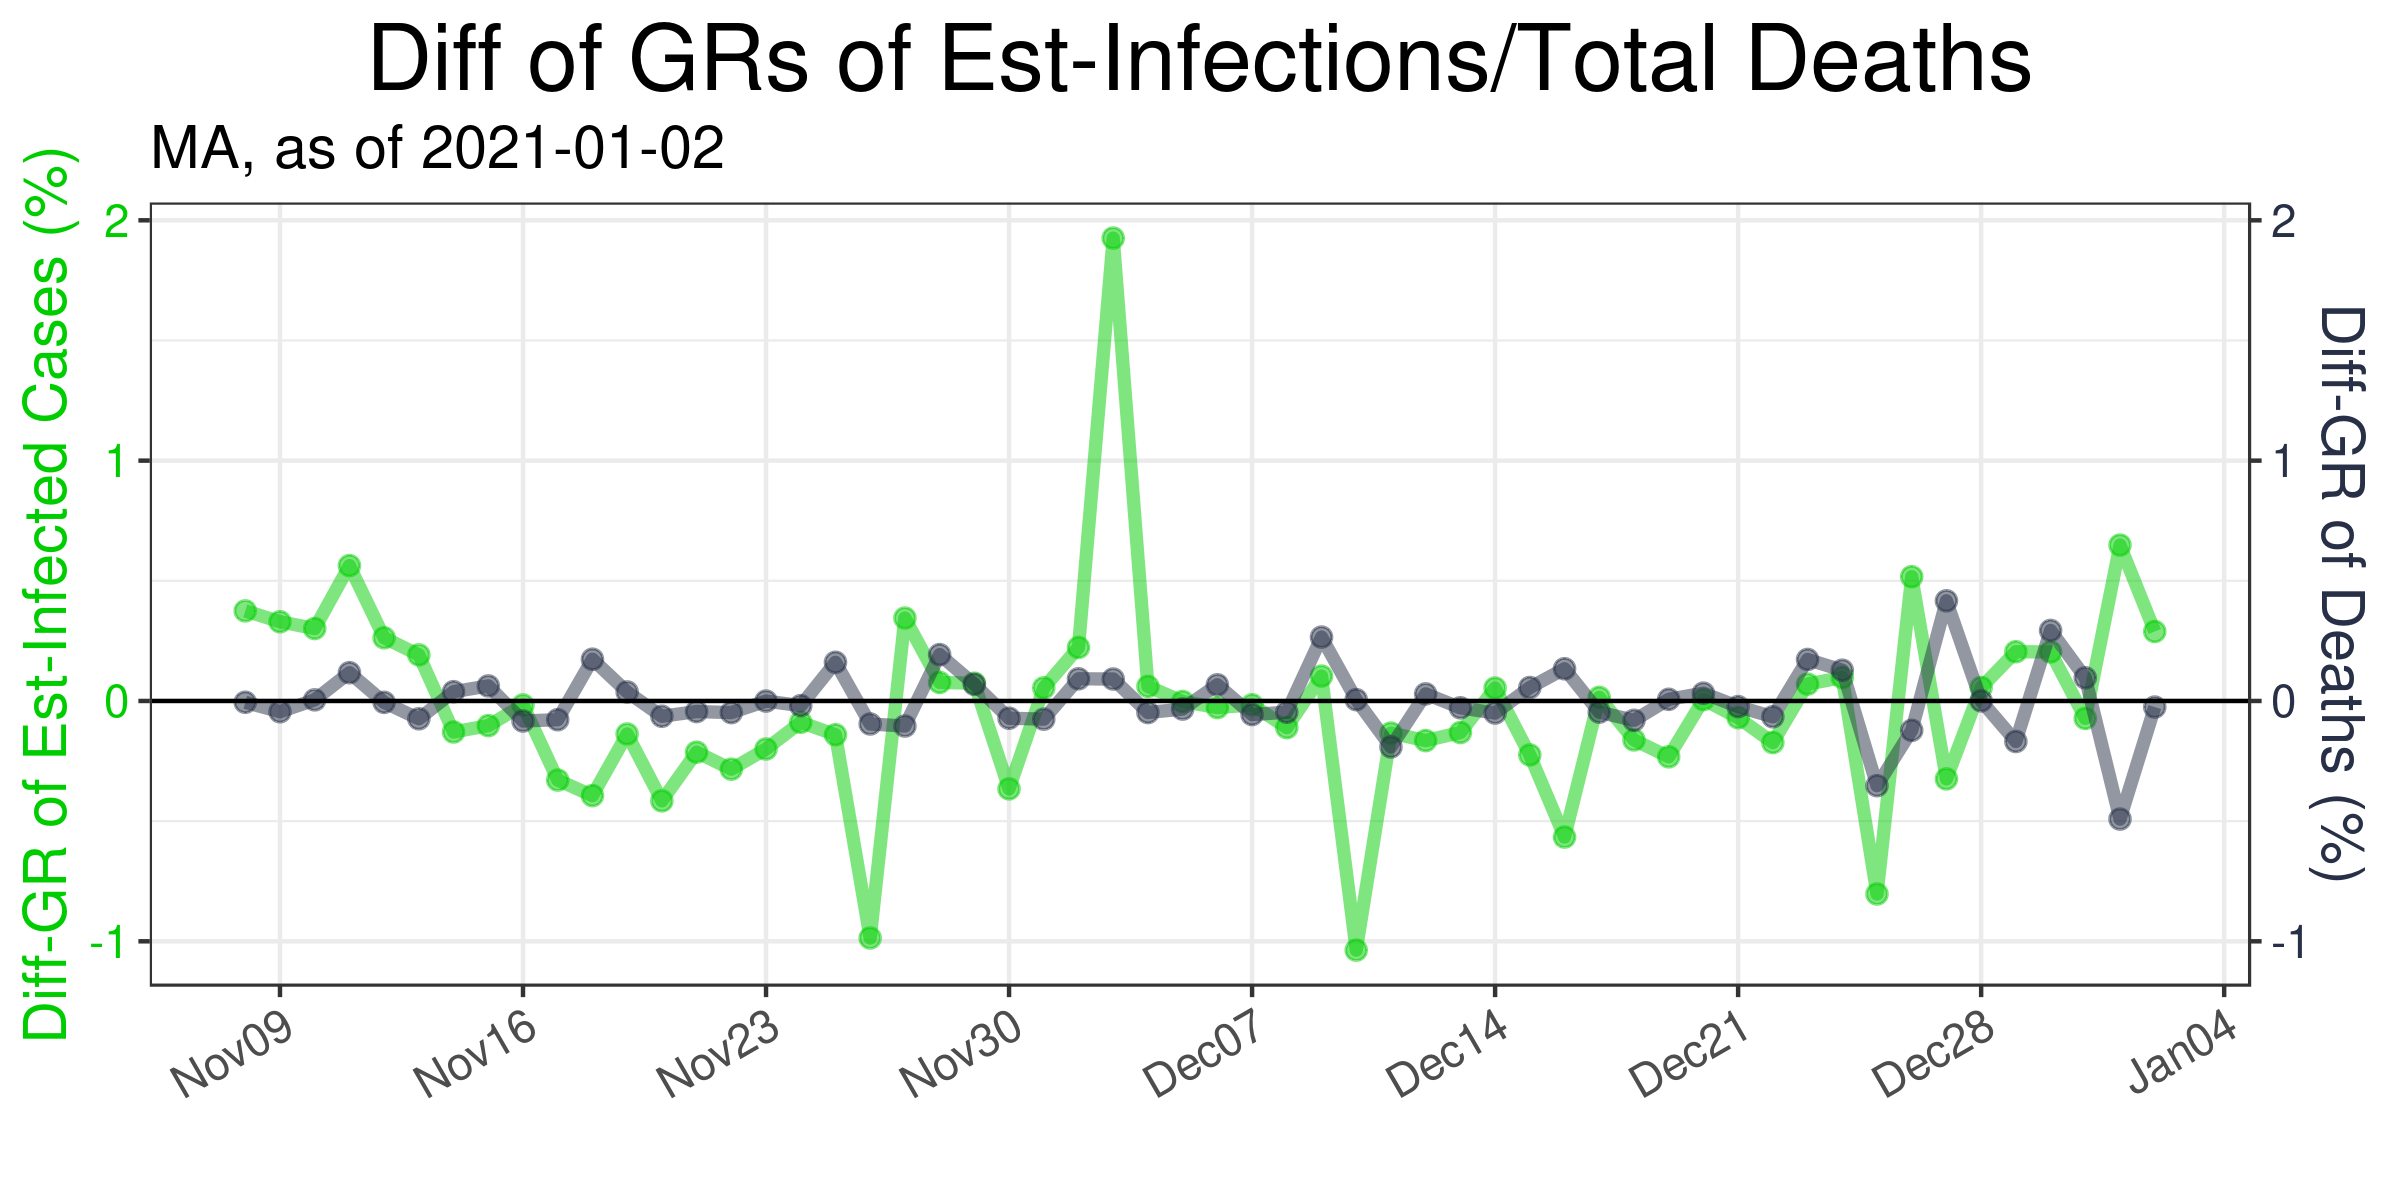 Diff of GRs of Est-Infections/Total Deaths
MA, as of 2021-01-02
Diff-GR of Est-Infected Cases (%)
2
1
0
-1
2
1
0
-1
Diff-GR of Deaths (%)
Nov09
Nov16
Nov23
Nov30
Dec07
Dec14
Dec21
Dec28
Jan04